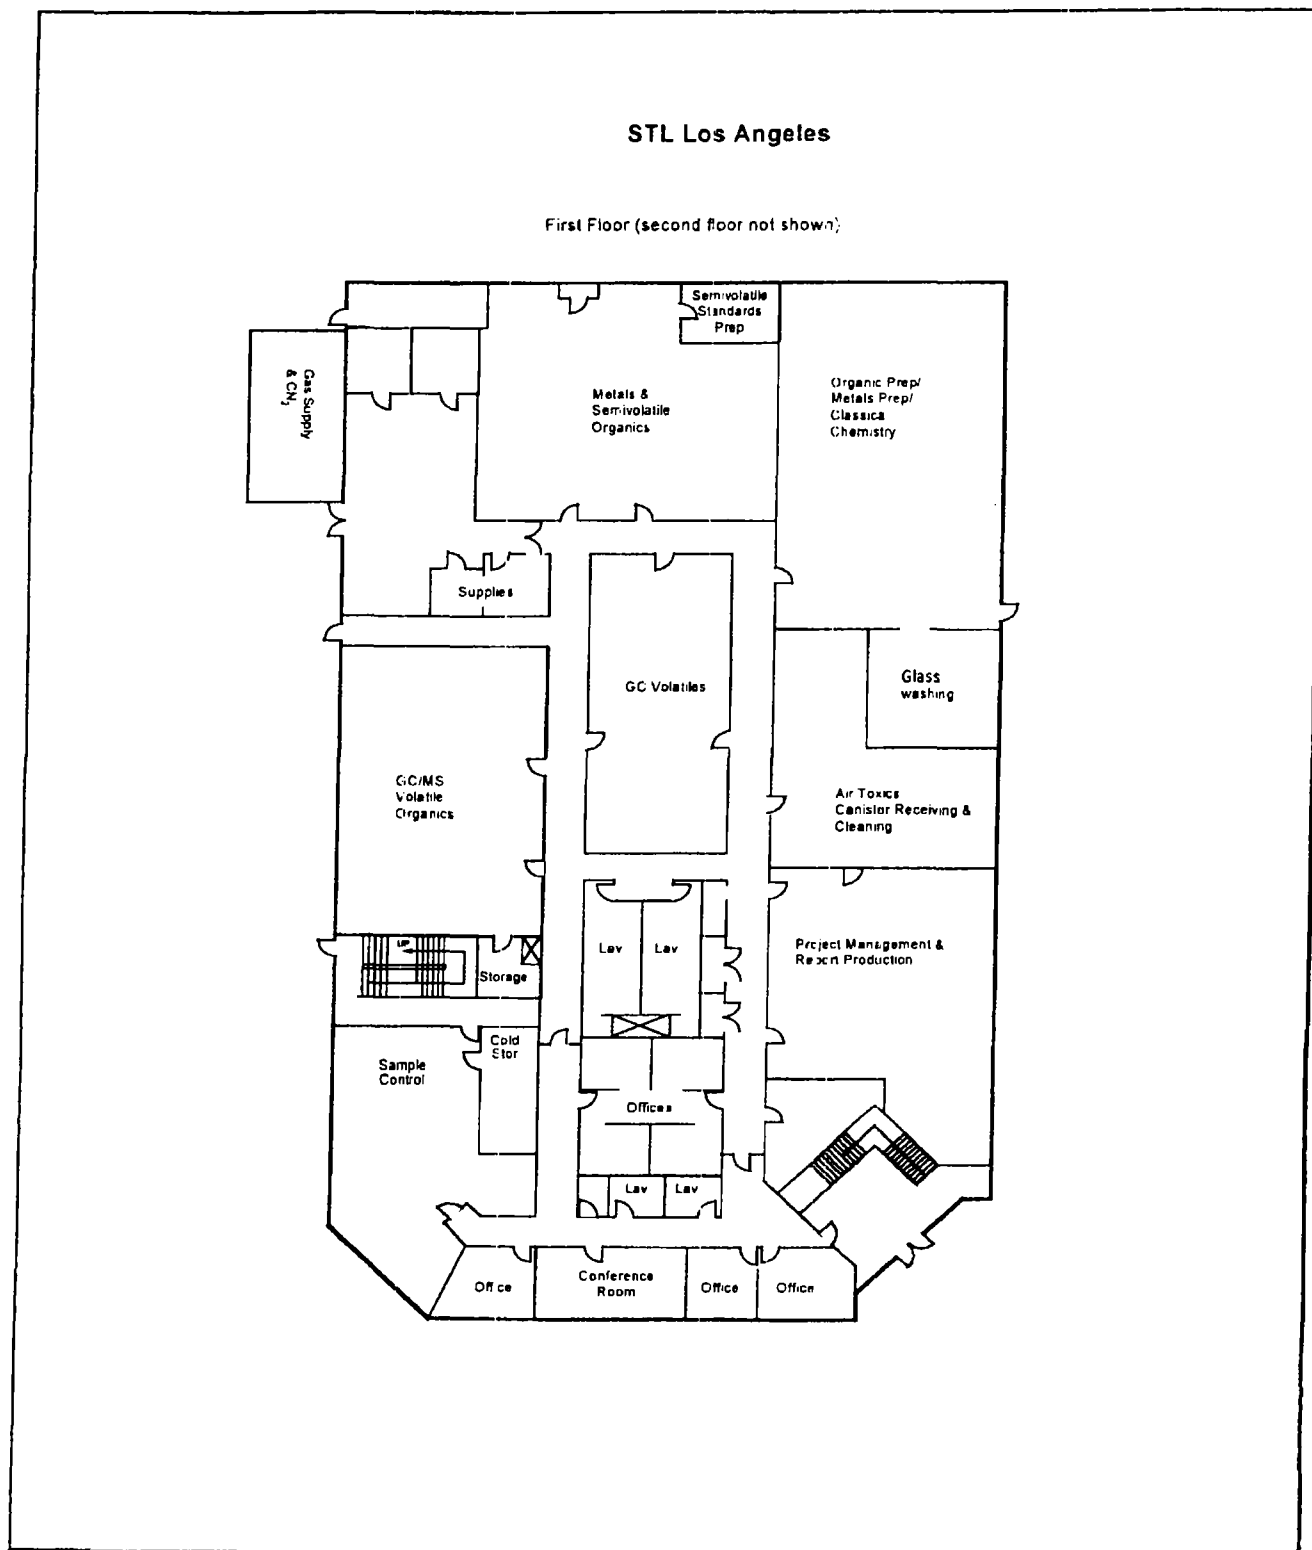 STL Los Angeles
First Floor (second floor not shown)
Semivolatile
Standards
Prep
Gas Supply
& CN2
Metals &
Semivolatile
Organics
Organic Prep/
Metals Prep/
Classica
Chemistry
Supplies
GC Volatiles
Glass
washing
GC/MS
Volatile
Organics
Air Toxics
Canistor Receiving &
Cleaning
Lav
Lav
Project Management &
Report Production
UP
Storage
Cold
Stor
Sample
Control
Offices
Lav
Lav
Office
Conference
Room
Office
Office